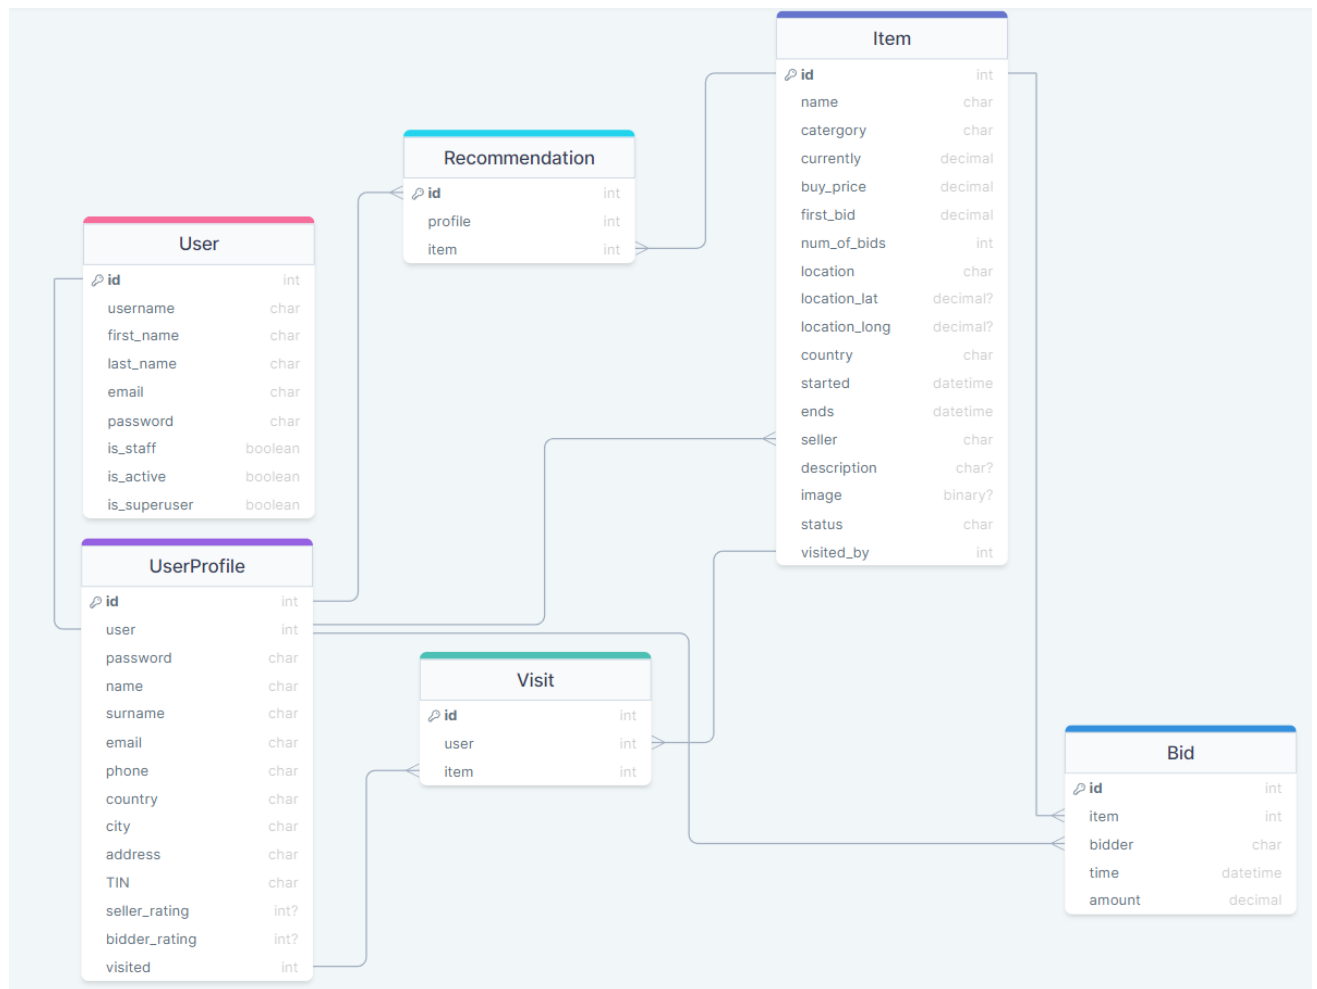 Item
id int
name char
catergory char
currently decimal
buy_price decimal
first_bid decimal
num_of_bids int
location char
location_lat decimal?
location_long decimal?
country char
started datetime
ends datetime
seller char
description char?
image binary?
status char
visited_by int
Recommendation
id int
profile int
item int
User
id int
username char
first_name char
last_name char
email char
password char
is_staff boolean
is_active boolean
is_superuser boolean
UserProfile
id int
user int
password char
name char
surname char
email char
phone char
country char
city char
address char
TIN char
seller_rating int?
bidder_rating int?
visited int
Visit
id int
user int
item int
Bid
id int
item int
bidder char
time datetime
amount decimal